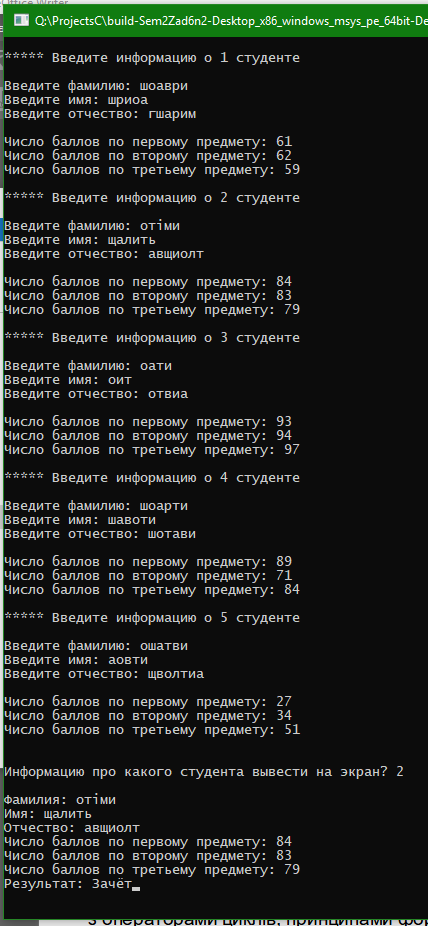 Q:\ProjectsC\build-Sem2Zad6n2-Desktop_x86_windows_msys_pe_64bit-De
***** Введите информацию о 1 студенте
Введите фамилию: шоаври
Введите имя: шриоа
Введите отчество: гшарим
Число баллов по первому предмету: 61
Число баллов по второму предмету: 62
Число баллов по третьему предмету: 59
***** Введите информацию о 2 студенте
Введите фамилию: отіми
Введите имя: щалить
Введите отчество: авщиолт
Число баллов по первому предмету: 84
Число баллов по второму предмету: 83
Число баллов по третьему предмету: 79
***** Введите информацию о 3 студенте
Введите фамилию: оати
Введите имя: оит
Введите отчество: отвиа
Число баллов по первому предмету: 93
Число баллов по второму предмету: 94
Число баллов по третьему предмету: 97
***** Введите информацию о 4 студенте
Введите фамилию: шоарти
Введите имя: шавоти
Введите отчество: шотави
Число баллов по первому предмету: 89
Число баллов по второму предмету: 71
Число баллов по третьему предмету: 84
***** Введите информацию о 5 студенте
Введите фамилию: ошатви
Введите имя: аовти
Введите отчество: щволтиа
Число баллов по первому предмету: 27
Число баллов по второму предмету: 34
Число баллов по третьему предмету: 51
Информацию про какого студента вывести на экран? 2
Фамилия: отіми
Имя: щалить
Отчество: авщиолт
Число баллов по первому предмету: 84
Число баллов по второму предмету: 83
Число баллов по третьему предмету: 79
Результат: Зачёт
з операторами циклів, принципами